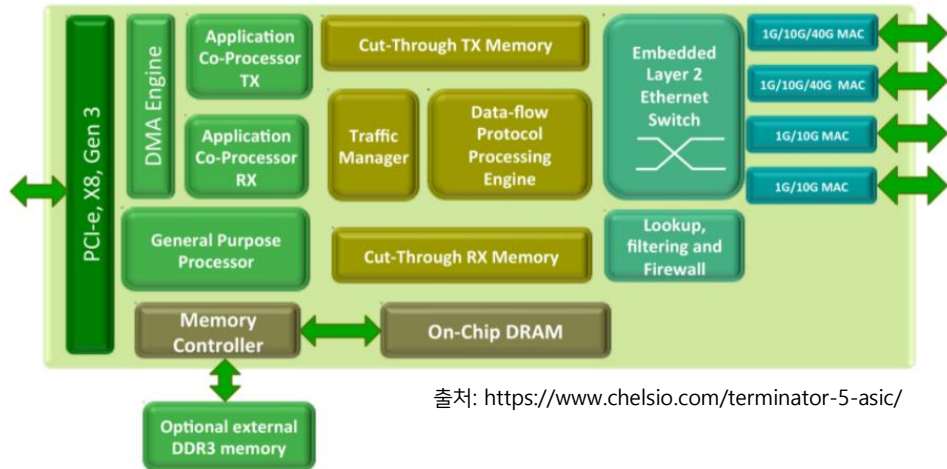 PCI-e, X8, Gen 3
DMA Engine
Application
Co-Processor
TX
Application
Co-Processor
RX
General Purpose
Processor
Cut-Through TX Memory
Traffic
Manager
Data-flow
Protocol
Processing
Engine
Cut-Through RX Memory
Embedded
Layer 2
Ethernet
Switch
Lookup,
filtering and
Firewall
1G/10G/40G MAC
1G/10G/40G MAC
1G/10G MAC
1G/10G MAC
Memory
Controller
On-Chip DRAM
Optional external
DDR3 memory
출처: https://www.chelsio.com/terminator-5-asic/